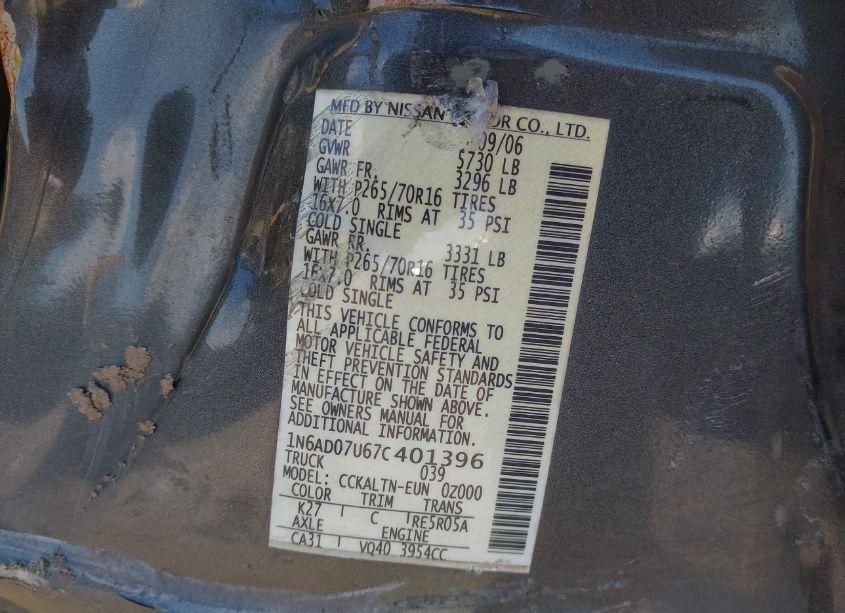 MFD BY NISSAN MOTOR CO., LTD.
DATE 09/06
GVWR 5730 LB
GAWR FR. 3296 LB
WITH P265/70R16 TIRES
16X7.0 RIMS AT 35 PSI
COLD SINGLE
GAWR RR. 3331 LB
WITH P265/70R16 TIRES
16X7.0 RIMS AT 35 PSI
COLD SINGLE
THIS VEHICLE CONFORMS TO
ALL APPLICABLE FEDERAL
MOTOR VEHICLE SAFETY AND
THEFT PREVENTION STANDARDS
IN EFFECT ON THE DATE OF
MANUFACTURE SHOWN ABOVE.
SEE OWNERS MANUAL FOR
ADDITIONAL INFORMATION.
1N6AD07U67C401396
TRUCK 039
MODEL: CCKALTN-EUN 0Z000
COLOR TRIM TRANS
K27 C RE5R05A
AXLE ENGINE
CA31 VQ40 3954CC